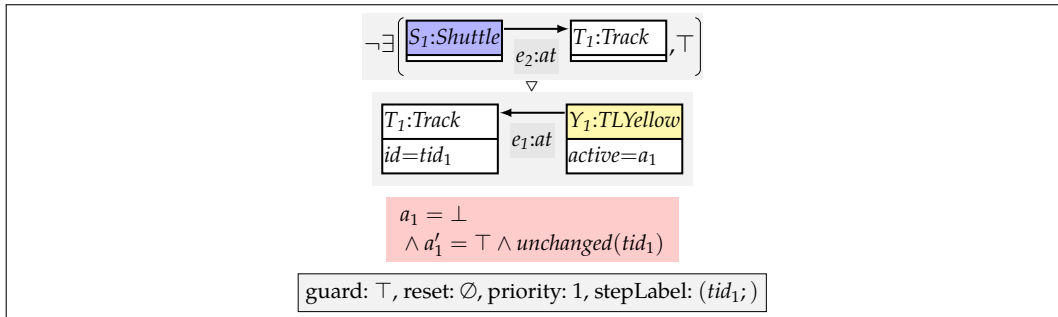 ¬∃ ( S₁:Shuttle e₂:at T₁:Track , ⊤ )
▽
T₁:Track e₁:at Y₁:TLYellow
id=tid₁ active=a₁
a₁ = ⊥
∧ a₁′ = ⊤ ∧ unchanged(tid₁)
guard: ⊤, reset: ∅, priority: 1, stepLabel: (tid₁; )